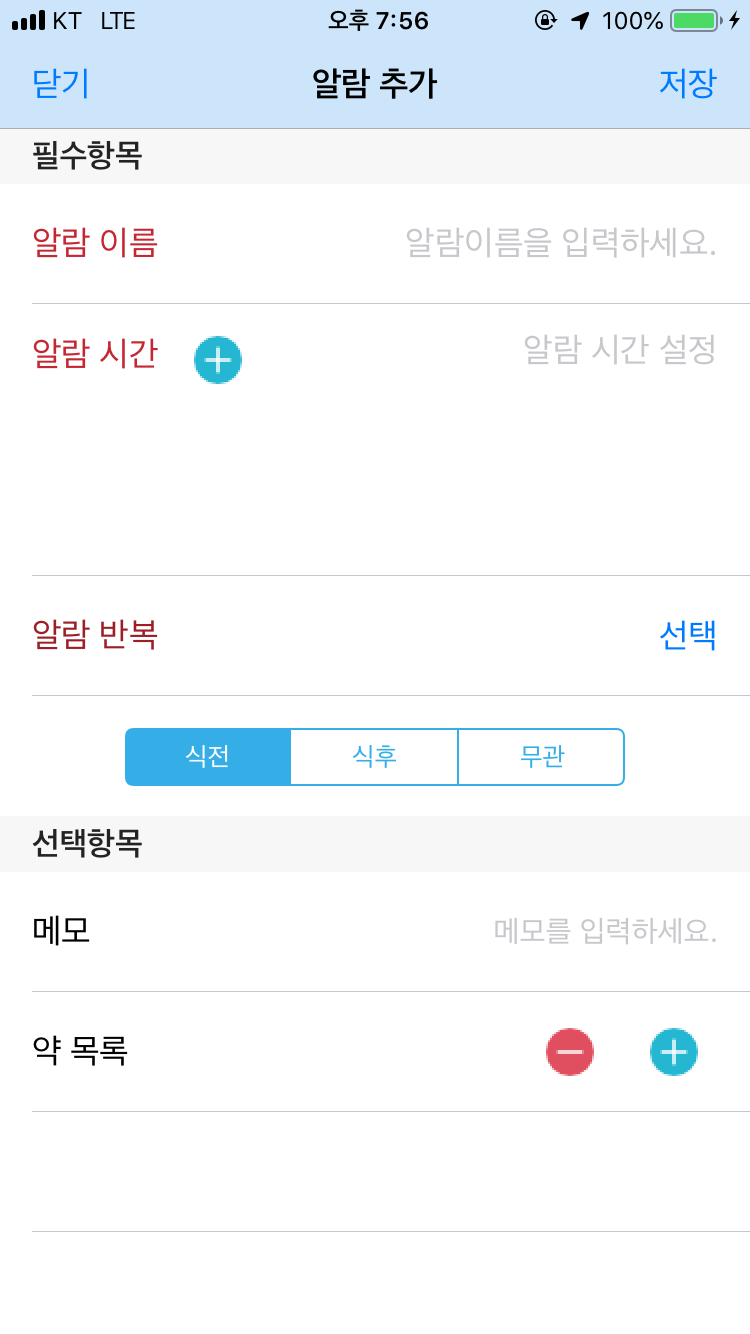 KT LTE 오후 7:56 100%
닫기 알람 추가 저장
필수항목
알람 이름 알람이름을 입력하세요.
알람 시간 알람 시간 설정
알람 반복 선택
식전 식후 무관
선택항목
메모 메모를 입력하세요.
약 목록